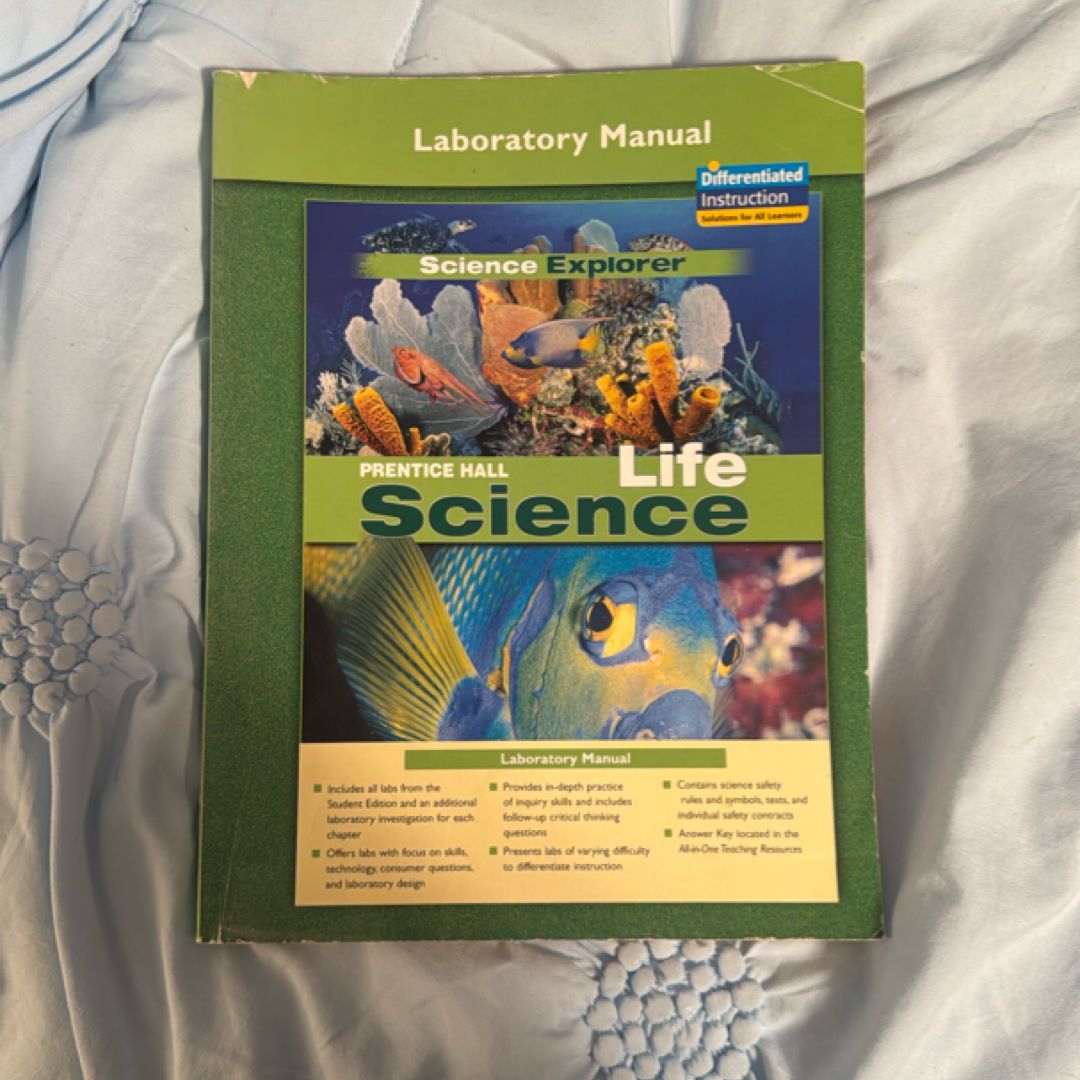 Laboratory Manual
Differentiated
Instruction
Solutions for All Learners
Science Explorer
PRENTICE HALL
Life
Science
Laboratory Manual
Includes all labs from the
Student Edition and an additional
laboratory investigation for each
chapter
Offers labs with focus on skills,
technology, consumer questions,
and laboratory design
Provides in-depth practice
of inquiry skills and includes
follow-up critical thinking
questions
Presents labs of varying difficulty
to differentiate instruction
Contains science safety
rules and symbols, tests, and
individual safety contracts
Answer Key located in the
All-in-One Teaching Resources